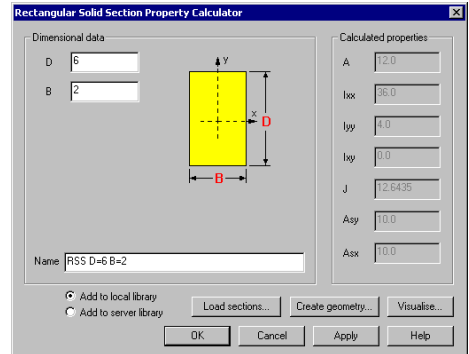 Rectangular Solid Section Property Calculator
Dimensional data
D 6
B 2
y
x
D
B
Name RSS D=6 B=2
Calculated properties
A 12.0
Ixx 36.0
Iyy 4.0
Ixy 0.0
J 12.6435
Asy 10.0
Asx 10.0
Add to local library
Add to server library
Load sections... Create geometry... Visualise...
OK Cancel Apply Help